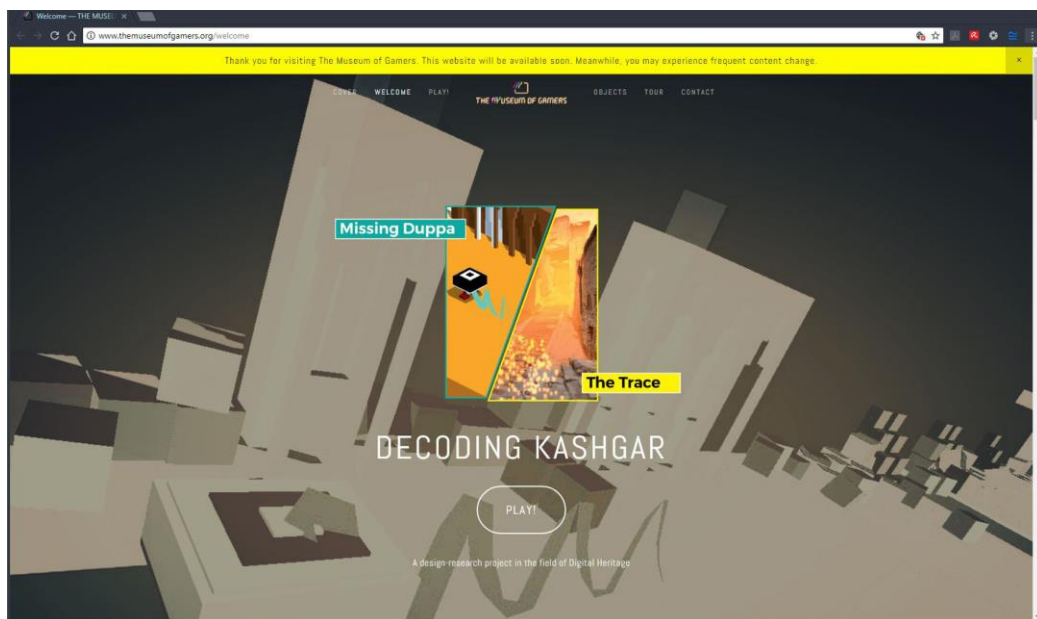 Welcome — THE MUSEU
www.themuseumofgamers.org/welcome
Thank you for visiting The Museum of Gamers. This website will be available soon. Meanwhile, you may experience frequent content change.
COVER WELCOME PLAY! THE MUSEUM OF GAMERS OBJECTS TOUR CONTACT
Missing Duppa
The Trace
DECODING KASHGAR
PLAY!
A design-research project in the field of Digital Heritage